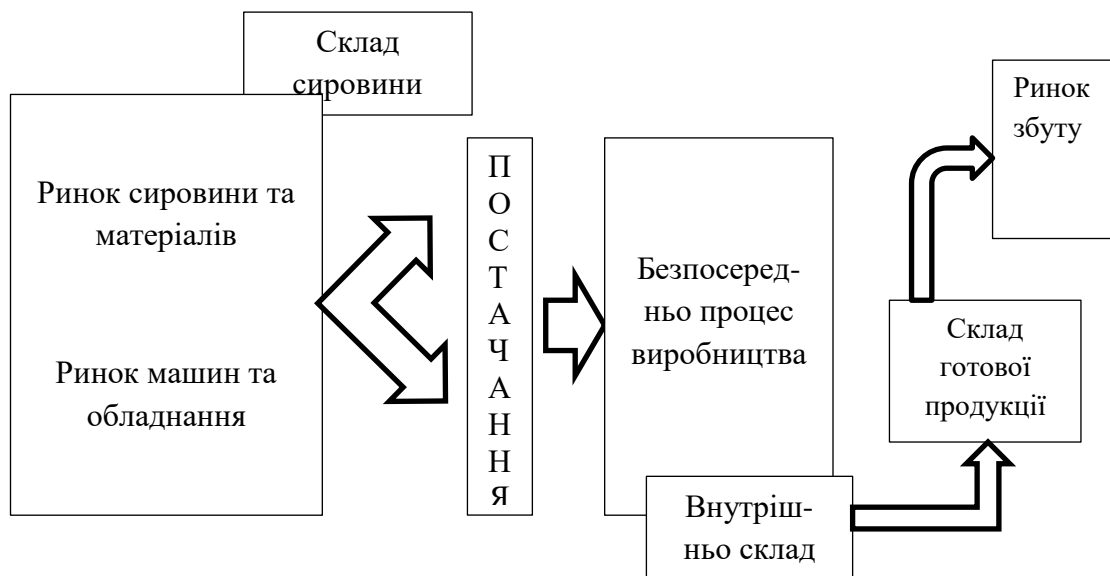 Склад
сировини
Ринок сировини та
матеріалів
Ринок машин та
обладнання
П
О
С
Т
А
Ч
А
Н
Н
Я
Безпосеред-
ньо процес
виробництва
Внутріш-
ньо склад
Склад
готової
продукції
Ринок
збуту